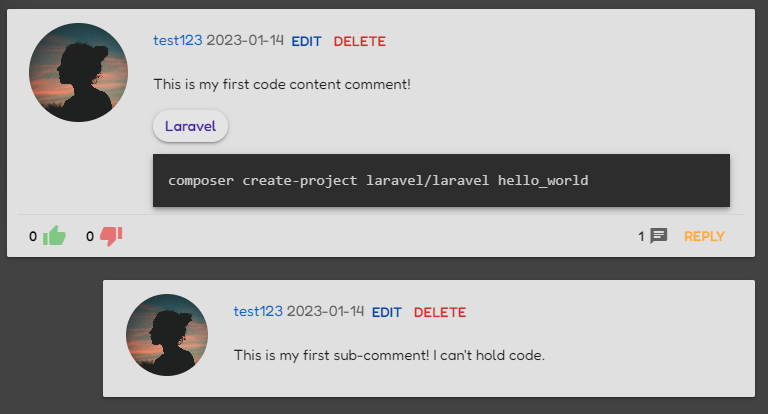 test123 2023-01-14 EDIT DELETE
This is my first code content comment!
Laravel
composer create-project laravel/laravel hello_world
0 0 1 REPLY
test123 2023-01-14 EDIT DELETE
This is my first sub-comment! I can't hold code.